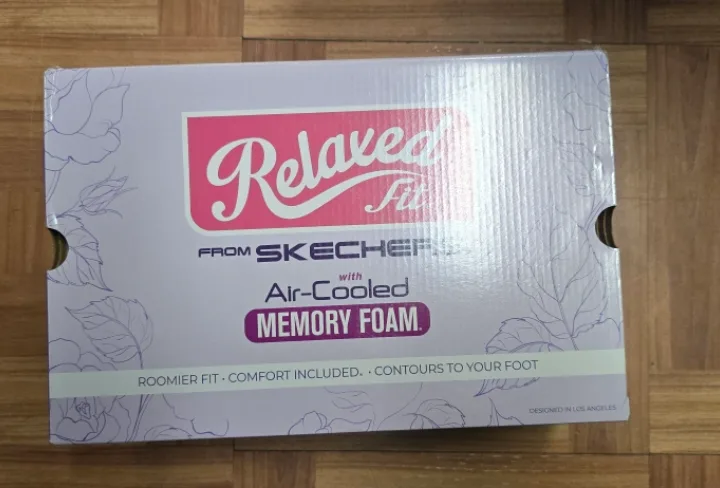 Relaxed
Fit
FROM SKECHERS
with
Air-Cooled
MEMORY FOAM.
ROOMIER FIT • COMFORT INCLUDED. • CONTOURS TO YOUR FOOT
DESIGNED IN LOS ANGELES